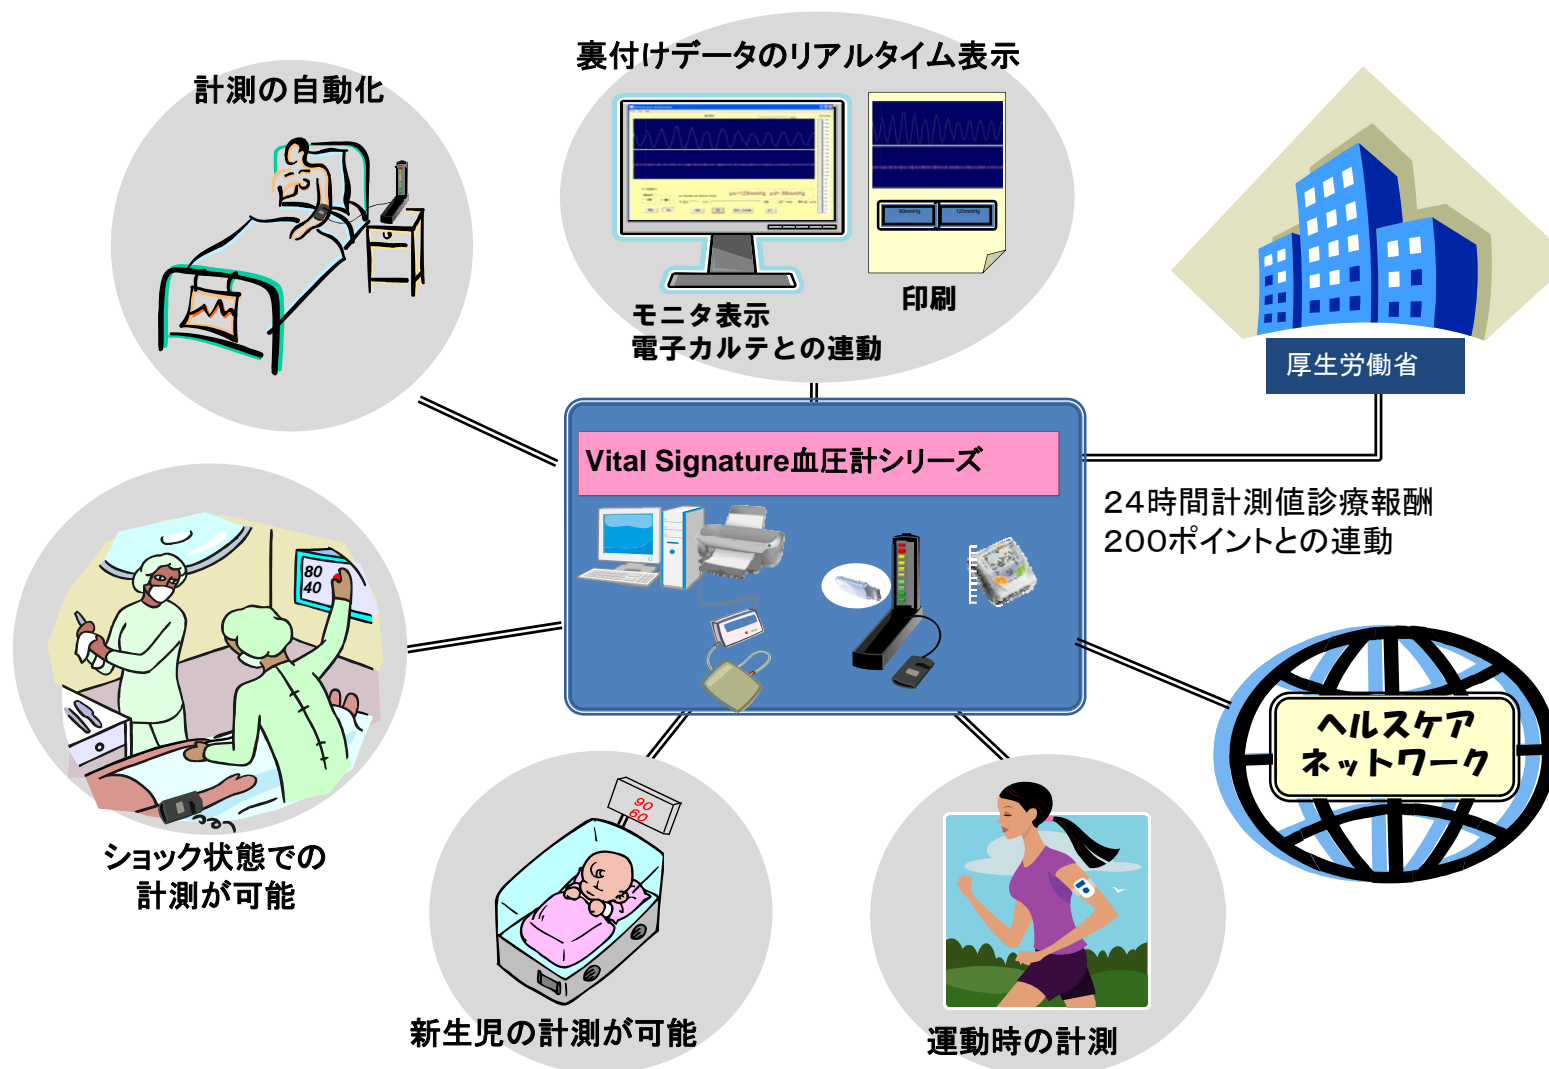 裏付けデータのリアルタイム表示
計測の自動化
80mmHg
120mmHg
印刷
モニタ表示
電子カルテとの連動
厚生労働省
Vital Signature血圧計シリーズ
24時間計測値診療報酬
200ポイントとの連動
80
40
ヘルスケア
ネットワーク
90
60
ショック状態での
計測が可能
新生児の計測が可能
運動時の計測